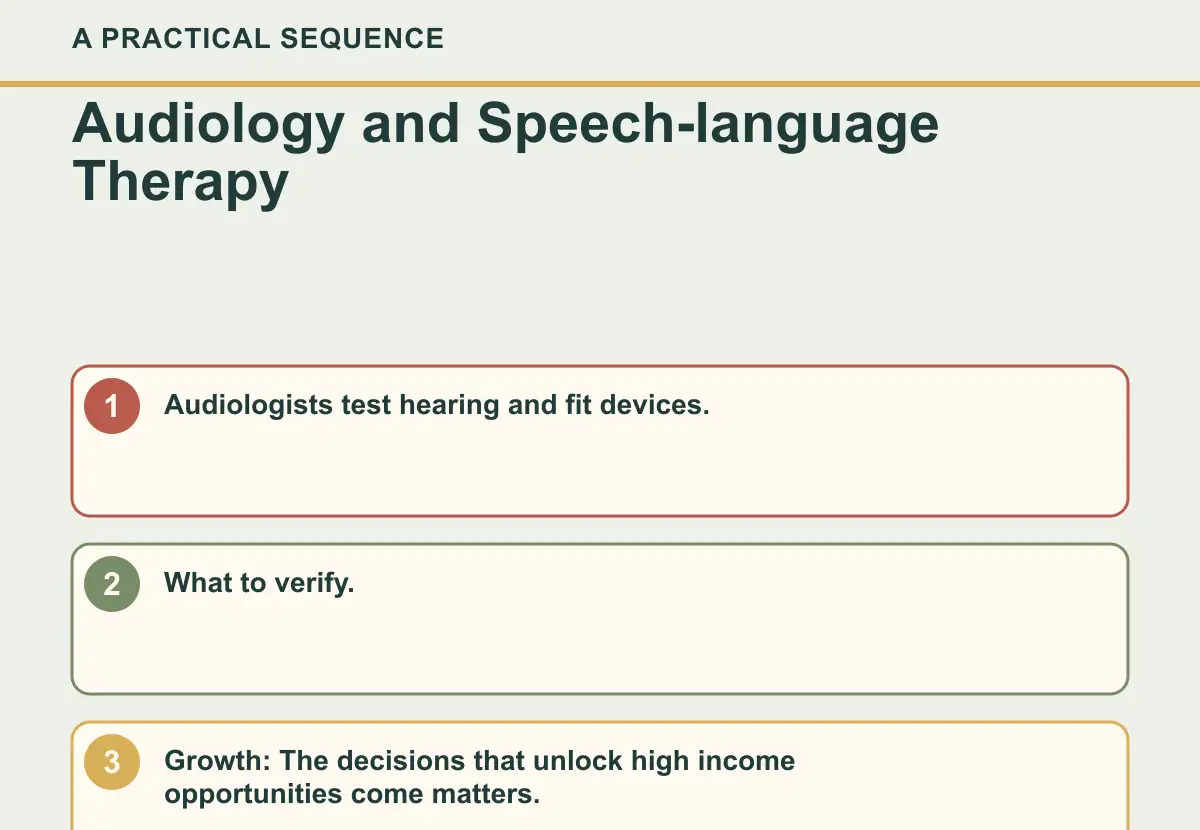 A PRACTICAL SEQUENCE
Audiology and Speech-language
Therapy
1
Audiologists test hearing and fit devices.
2
What to verify.
3
Growth: The decisions that unlock high income
opportunities come matters.